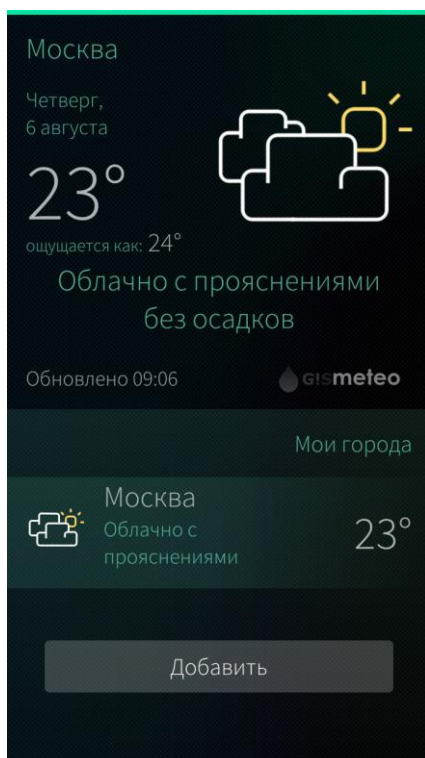 Москва
Четверг,
6 августа
23°
ощущается как: 24°
Облачно с прояснениями
без осадков
Обновлено 09:06
GISmeteo
Мои города
Москва
Облачно с
прояснениями
23°
Добавить